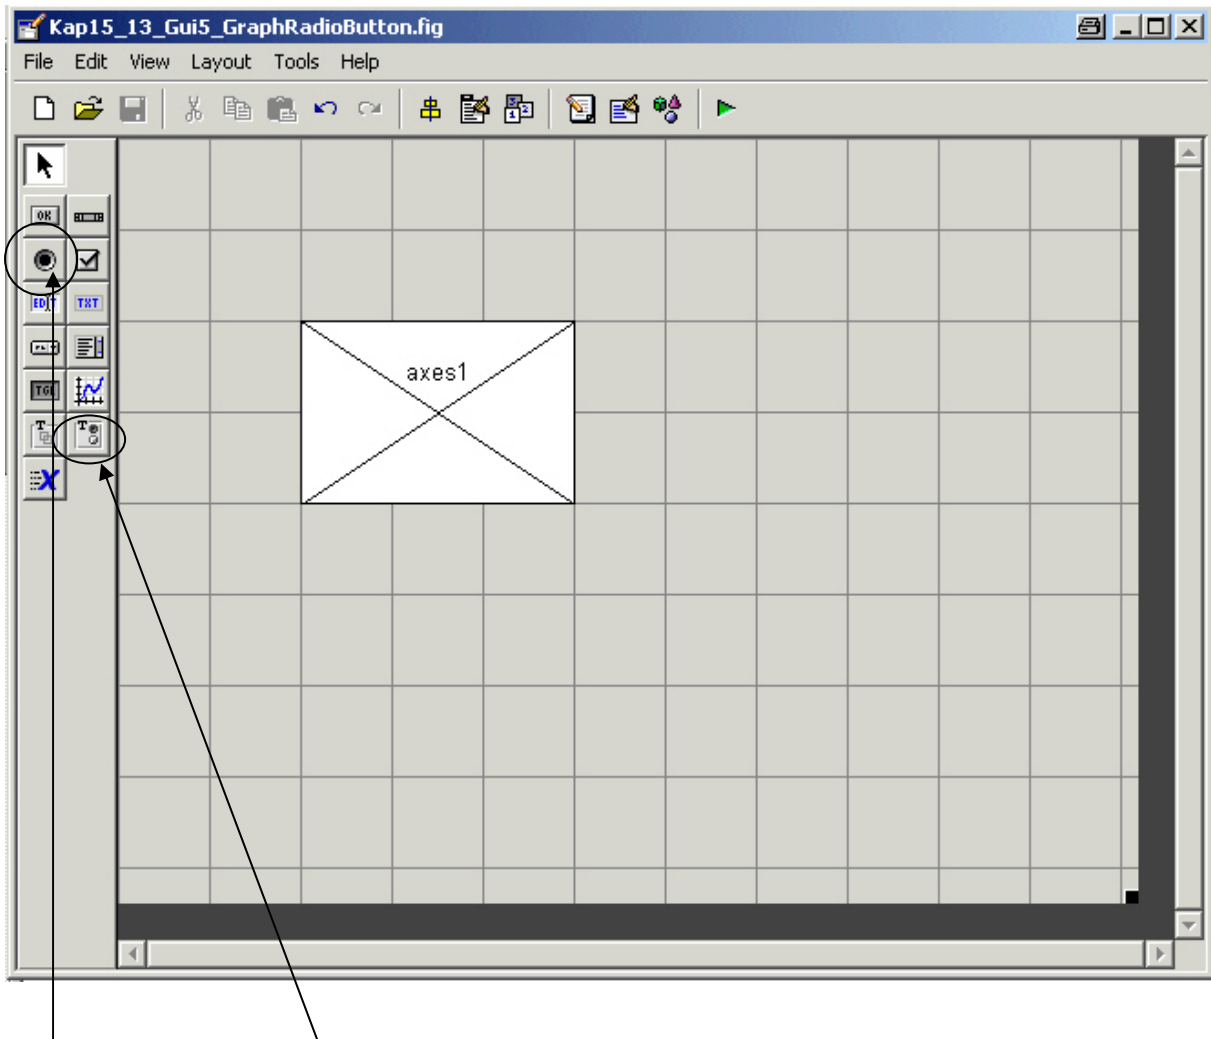 Kap15_13_Gui5_GraphRadioButton.fig
File Edit View Layout Tools Help
OK
EDIT TXT
TGL
T T
X
axes1